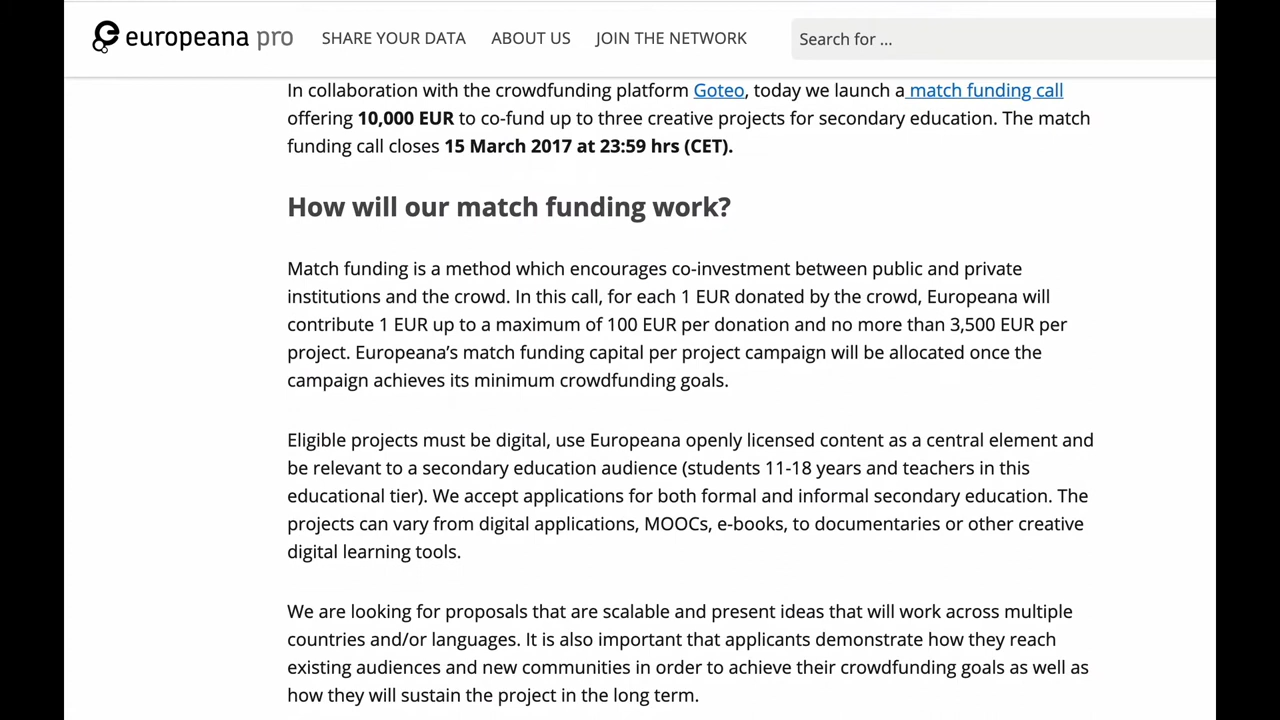 europeana pro SHARE YOUR DATA ABOUT US JOIN THE NETWORK Search for ...
In collaboration with the crowdfunding platform Goteo, today we launch a match funding call
offering 10,000 EUR to co-fund up to three creative projects for secondary education. The match
funding call closes 15 March 2017 at 23:59 hrs (CET).
How will our match funding work?
Match funding is a method which encourages co-investment between public and private
institutions and the crowd. In this call, for each 1 EUR donated by the crowd, Europeana will
contribute 1 EUR up to a maximum of 100 EUR per donation and no more than 3,500 EUR per
project. Europeana’s match funding capital per project campaign will be allocated once the
campaign achieves its minimum crowdfunding goals.
Eligible projects must be digital, use Europeana openly licensed content as a central element and
be relevant to a secondary education audience (students 11-18 years and teachers in this
educational tier). We accept applications for both formal and informal secondary education. The
projects can vary from digital applications, MOOCs, e-books, to documentaries or other creative
digital learning tools.
We are looking for proposals that are scalable and present ideas that will work across multiple
countries and/or languages. It is also important that applicants demonstrate how they reach
existing audiences and new communities in order to achieve their crowdfunding goals as well as
how they will sustain the project in the long term.